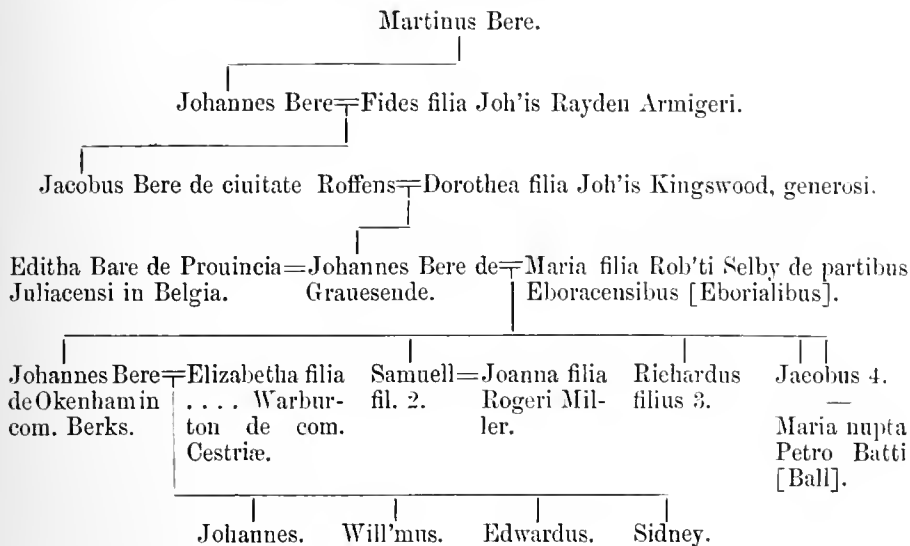 Martinus Bere.
Johannes Bere=Fides filia Joh'is Rayden Armigeri.
Jacobus Bere de ciuitate Roffens=Dorothea filia Joh'is Kingswood, generosi.
Editha Bare de Prouincia=Johannes Bere de=Maria filia Rob'ti Selby de partibus
Juliacensi in Belgia. Grauesende. Eboracensibus [Eborialibus].
Johannes Bere=Elizabetha filia Samuell=Joanna filia Richardus Jacobus 4.
de Okenham in .... Warbur- fil. 2. Rogeri Mil- filius 3. —
com. Berks. ton de com. ler. Maria nupta
Cestriæ. Petro Batti
[Ball].
Johannes. Will'mus. Edwardus. Sidney.